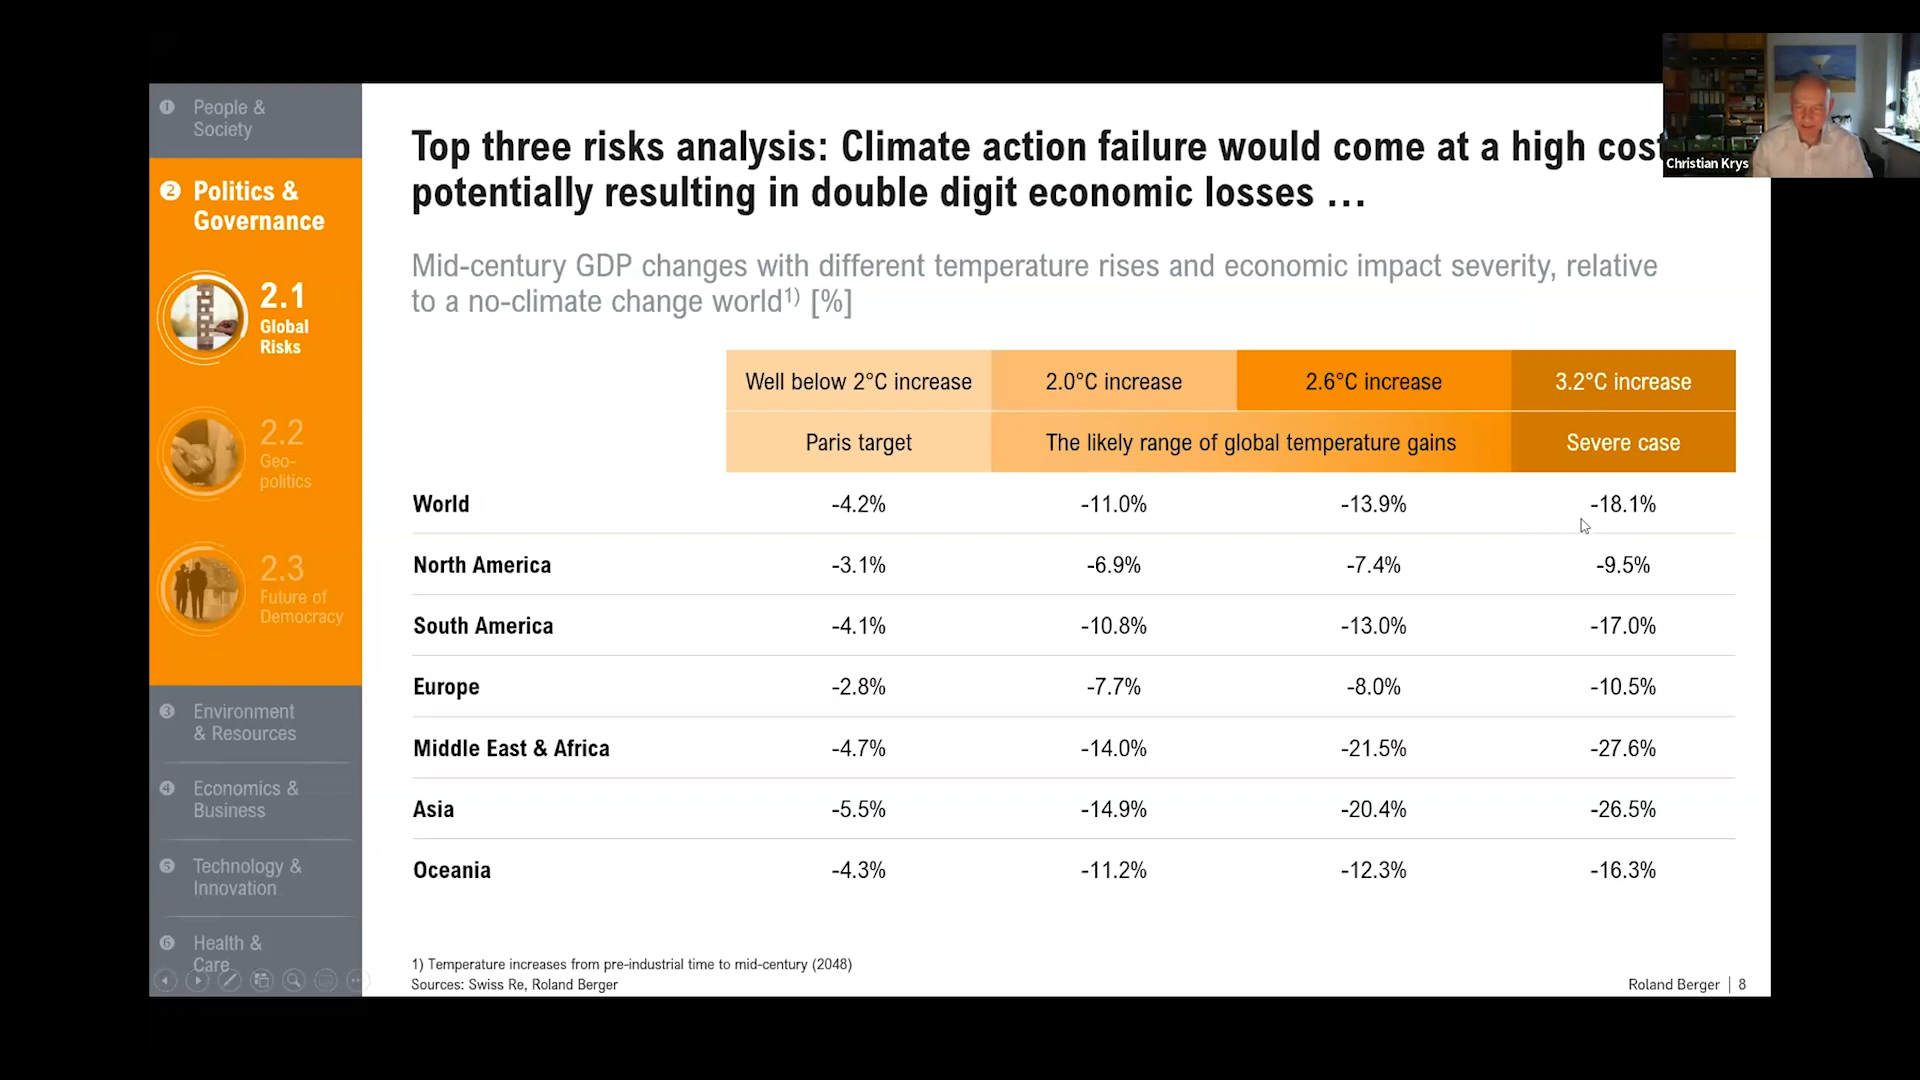 ❶ People &
Society
❷ Politics &
Governance
2.1
Global
Risks
2.2
Geo-
politics
2.3
Future of
Democracy
❸ Environment
& Resources
❹ Economics &
Business
❺ Technology &
Innovation
❻ Health &
Care
Top three risks analysis: Climate action failure would come at a high cost
potentially resulting in double digit economic losses …
Christian Krys
Mid-century GDP changes with different temperature rises and economic impact severity, relative
to a no-climate change world1) [%]
Well below 2°C increase 2.0°C increase 2.6°C increase 3.2°C increase
Paris target The likely range of global temperature gains Severe case
World -4.2% -11.0% -13.9% -18.1%
North America -3.1% -6.9% -7.4% -9.5%
South America -4.1% -10.8% -13.0% -17.0%
Europe -2.8% -7.7% -8.0% -10.5%
Middle East & Africa -4.7% -14.0% -21.5% -27.6%
Asia -5.5% -14.9% -20.4% -26.5%
Oceania -4.3% -11.2% -12.3% -16.3%
1) Temperature increases from pre-industrial time to mid-century (2048)
Sources: Swiss Re, Roland Berger
Roland Berger | 8